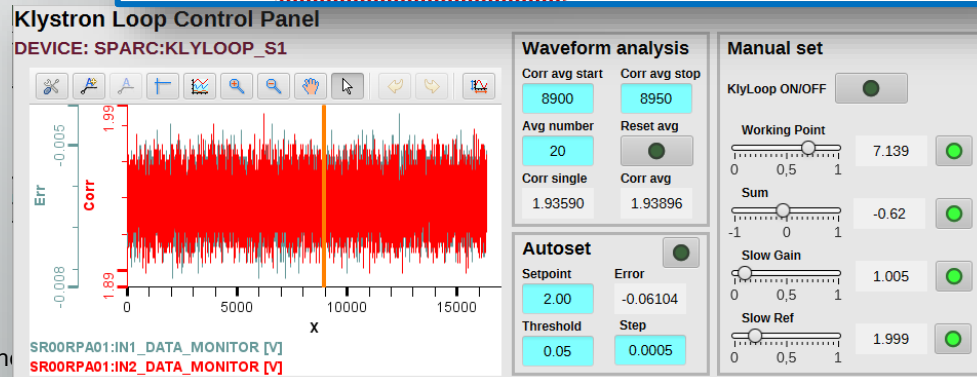 Klystron Loop Control Panel
DEVICE: SPARC:KLYLOOP_S1
Err
-0.005
-0.008
Corr
1.99
1.89
0 5000 10000 15000
X
SR00RPA01:IN1_DATA_MONITOR [V]
SR00RPA01:IN2_DATA_MONITOR [V]
Waveform analysis
Corr avg start Corr avg stop
8900 8950
Avg number Reset avg
20
Corr single Corr avg
1.93590 1.93896
Autoset
Setpoint Error
2.00 -0.06104
Threshold Step
0.05 0.0005
Manual set
KlyLoop ON/OFF
Working Point
7.139
0 0,5 1
Sum
-0.62
-1 0 1
Slow Gain
1.005
0 0,5 1
Slow Ref
1.999
0 0,5 1